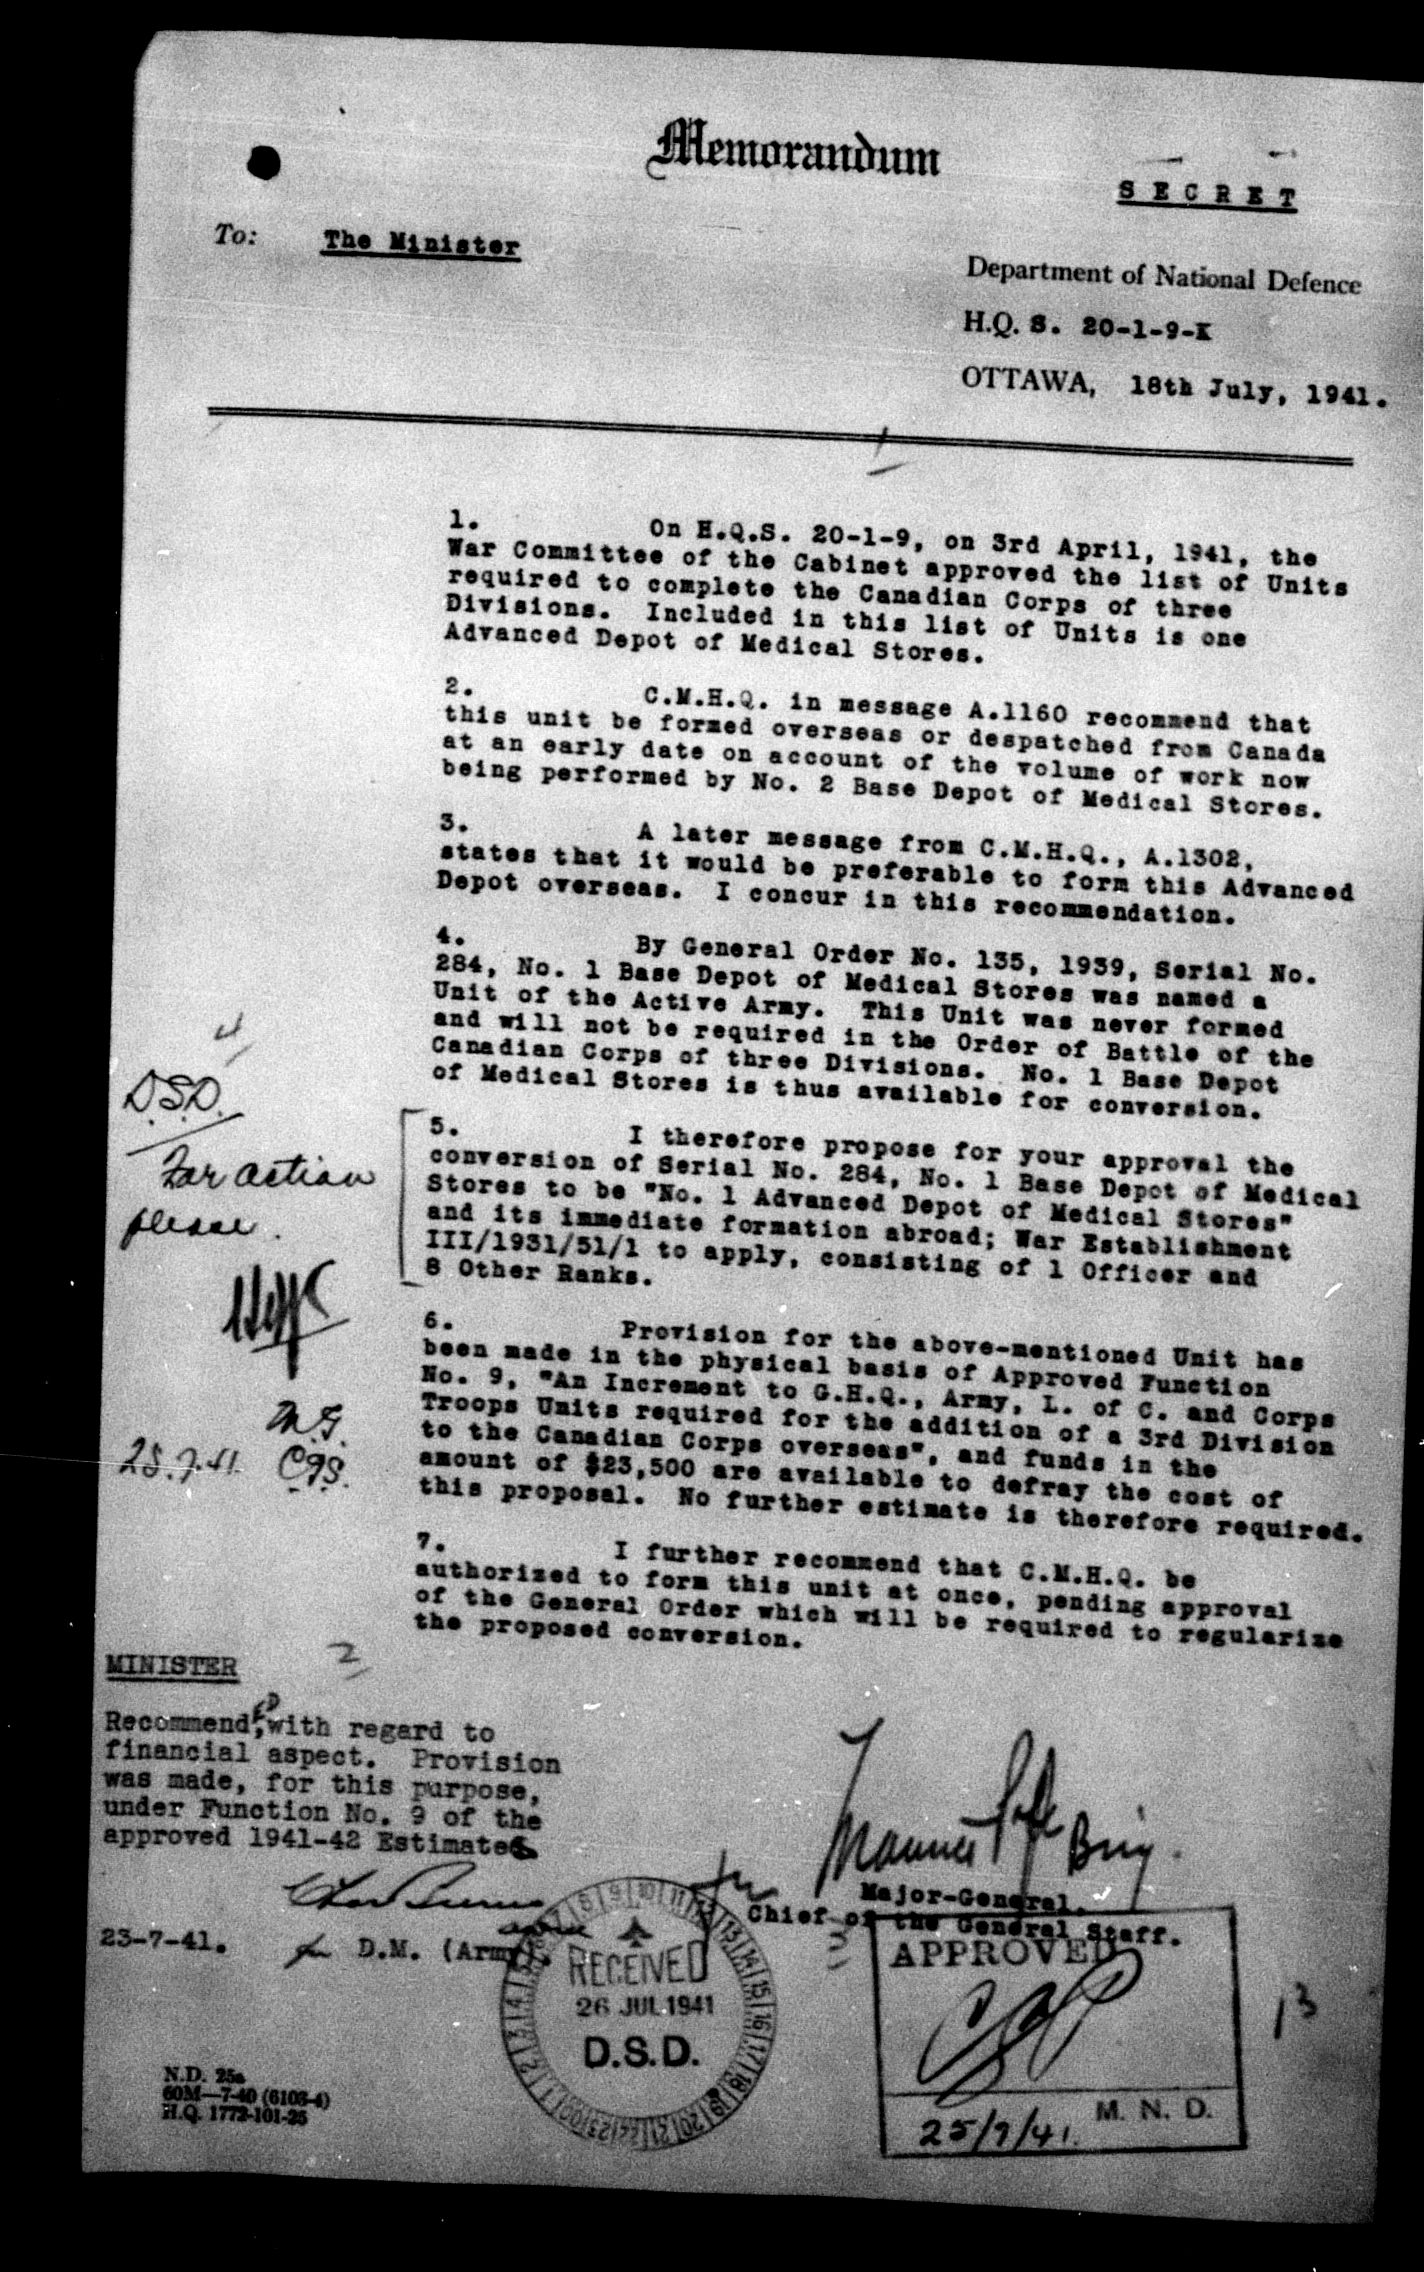 Memorandum
SECRET
To: The Minister
Department of National Defence
H.Q. S. 20-1-9-K
OTTAWA, 18th July, 1941.
1. On H.Q.S. 20-1-9, on 3rd April, 1941, the
War Committee of the Cabinet approved the list of Units
required to complete the Canadian Corps of three
Divisions. Included in this list of Units is one
Advanced Depot of Medical Stores.
2. C.M.H.Q. in message A.1160 recommend that
this unit be formed overseas or despatched from Canada
at an early date on account of the volume of work now
being performed by No. 2 Base Depot of Medical Stores.
3. A later message from C.M.H.Q., A.1302,
states that it would be preferable to form this Advanced
Depot overseas. I concur in this recommendation.
4. By General Order No. 135, 1939, Serial No.
284, No. 1 Base Depot of Medical Stores was named a
Unit of the Active Army. This Unit was never formed
and will not be required in the Order of Battle of the
Canadian Corps of three Divisions. No. 1 Base Depot
of Medical Stores is thus available for conversion.
4
D.S.D.
For action
please.
5. I therefore propose for your approval the
conversion of Serial No. 284, No. 1 Base Depot of Medical
Stores to be "No. 1 Advanced Depot of Medical Stores"
and its immediate formation abroad; War Establishment
III/1931/51/1 to apply, consisting of 1 Officer and
8 Other Ranks.
6. Provision for the above-mentioned Unit has
been made in the physical basis of Approved Function
No. 9, "An Increment to G.H.Q., Army, L. of C. and Corps
Troops Units required for the addition of a 3rd Division
to the Canadian Corps overseas", and funds in the
amount of $23,500 are available to defray the cost of
this proposal. No further estimate is therefore required.
M.G.
28.7.41. CGS.
7. I further recommend that C.M.H.Q. be
authorized to form this unit at once, pending approval
of the General Order which will be required to regularize
the proposed conversion.
MINISTER 2
Recommend ED, with regard to
financial aspect. Provision
was made, for this purpose,
under Function No. 9 of the
approved 1941-42 Estimates
23-7-41. for D.M. (Army).
for
Major-General,
Chief of the General Staff.
3
RECEIVED
26 JUL 1941
D.S.D.
APPROVED
25/7/41.
M. N. D.
13
N.D. 25a
60M—7-40 (6103-4)
H.Q. 1772-101-25